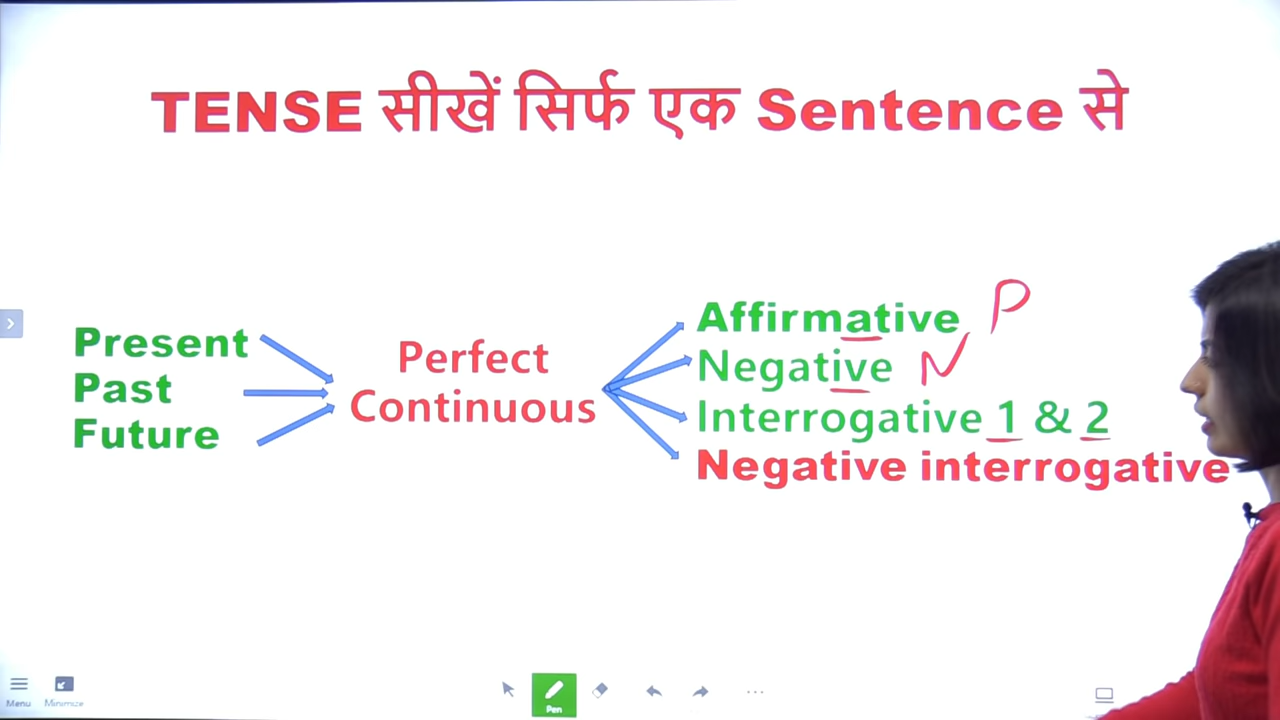 TENSE सीखें सिर्फ एक Sentence से
Present
Past
Future
Perfect
Continuous
Affirmative P
Negative N
Interrogative 1 & 2
Negative interrogative
Menu
Minimize
Pen